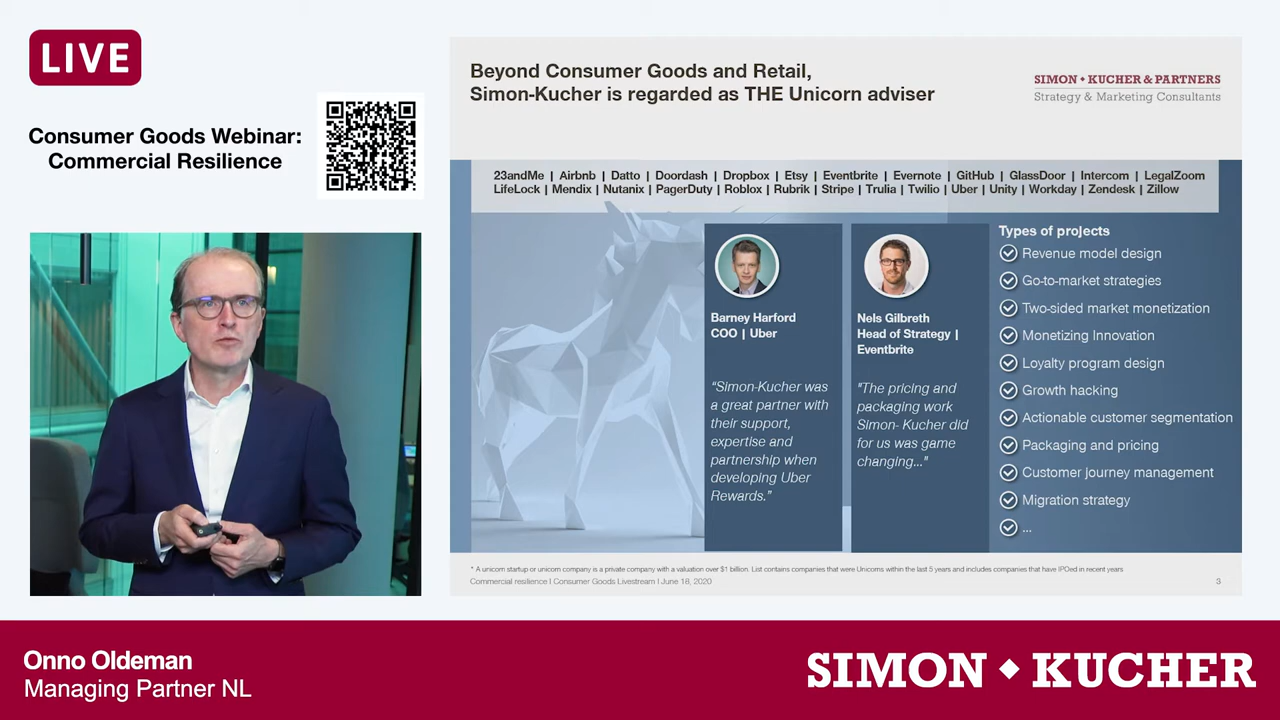 LIVE
Consumer Goods Webinar:
Commercial Resilience
Beyond Consumer Goods and Retail,
Simon-Kucher is regarded as THE Unicorn adviser
SIMON ◆ KUCHER & PARTNERS
Strategy & Marketing Consultants
23andMe | Airbnb | Datto | Doordash | Dropbox | Etsy | Eventbrite | Evernote | GitHub | GlassDoor | Intercom | LegalZoom
LifeLock | Mendix | Nutanix | PagerDuty | Roblox | Rubrik | Stripe | Trulia | Twilio | Uber | Unity | Workday | Zendesk | Zillow
Barney Harford
COO | Uber
"Simon-Kucher was
a great partner with
their support,
expertise and
partnership when
developing Uber
Rewards."
Nels Gilbreth
Head of Strategy |
Eventbrite
"The pricing and
packaging work
Simon- Kucher did
for us was game
changing..."
Types of projects
Revenue model design
Go-to-market strategies
Two-sided market monetization
Monetizing Innovation
Loyalty program design
Growth hacking
Actionable customer segmentation
Packaging and pricing
Customer journey management
Migration strategy
...
* A unicorn startup or unicorn company is a private company with a valuation over $1 billion. List contains companies that were Unicorns within the last 5 years and includes companies that have IPOed in recent years
Commercial resilience | Consumer Goods Livestream | June 18, 2020
3
Onno Oldeman
Managing Partner NL
SIMON ◆ KUCHER